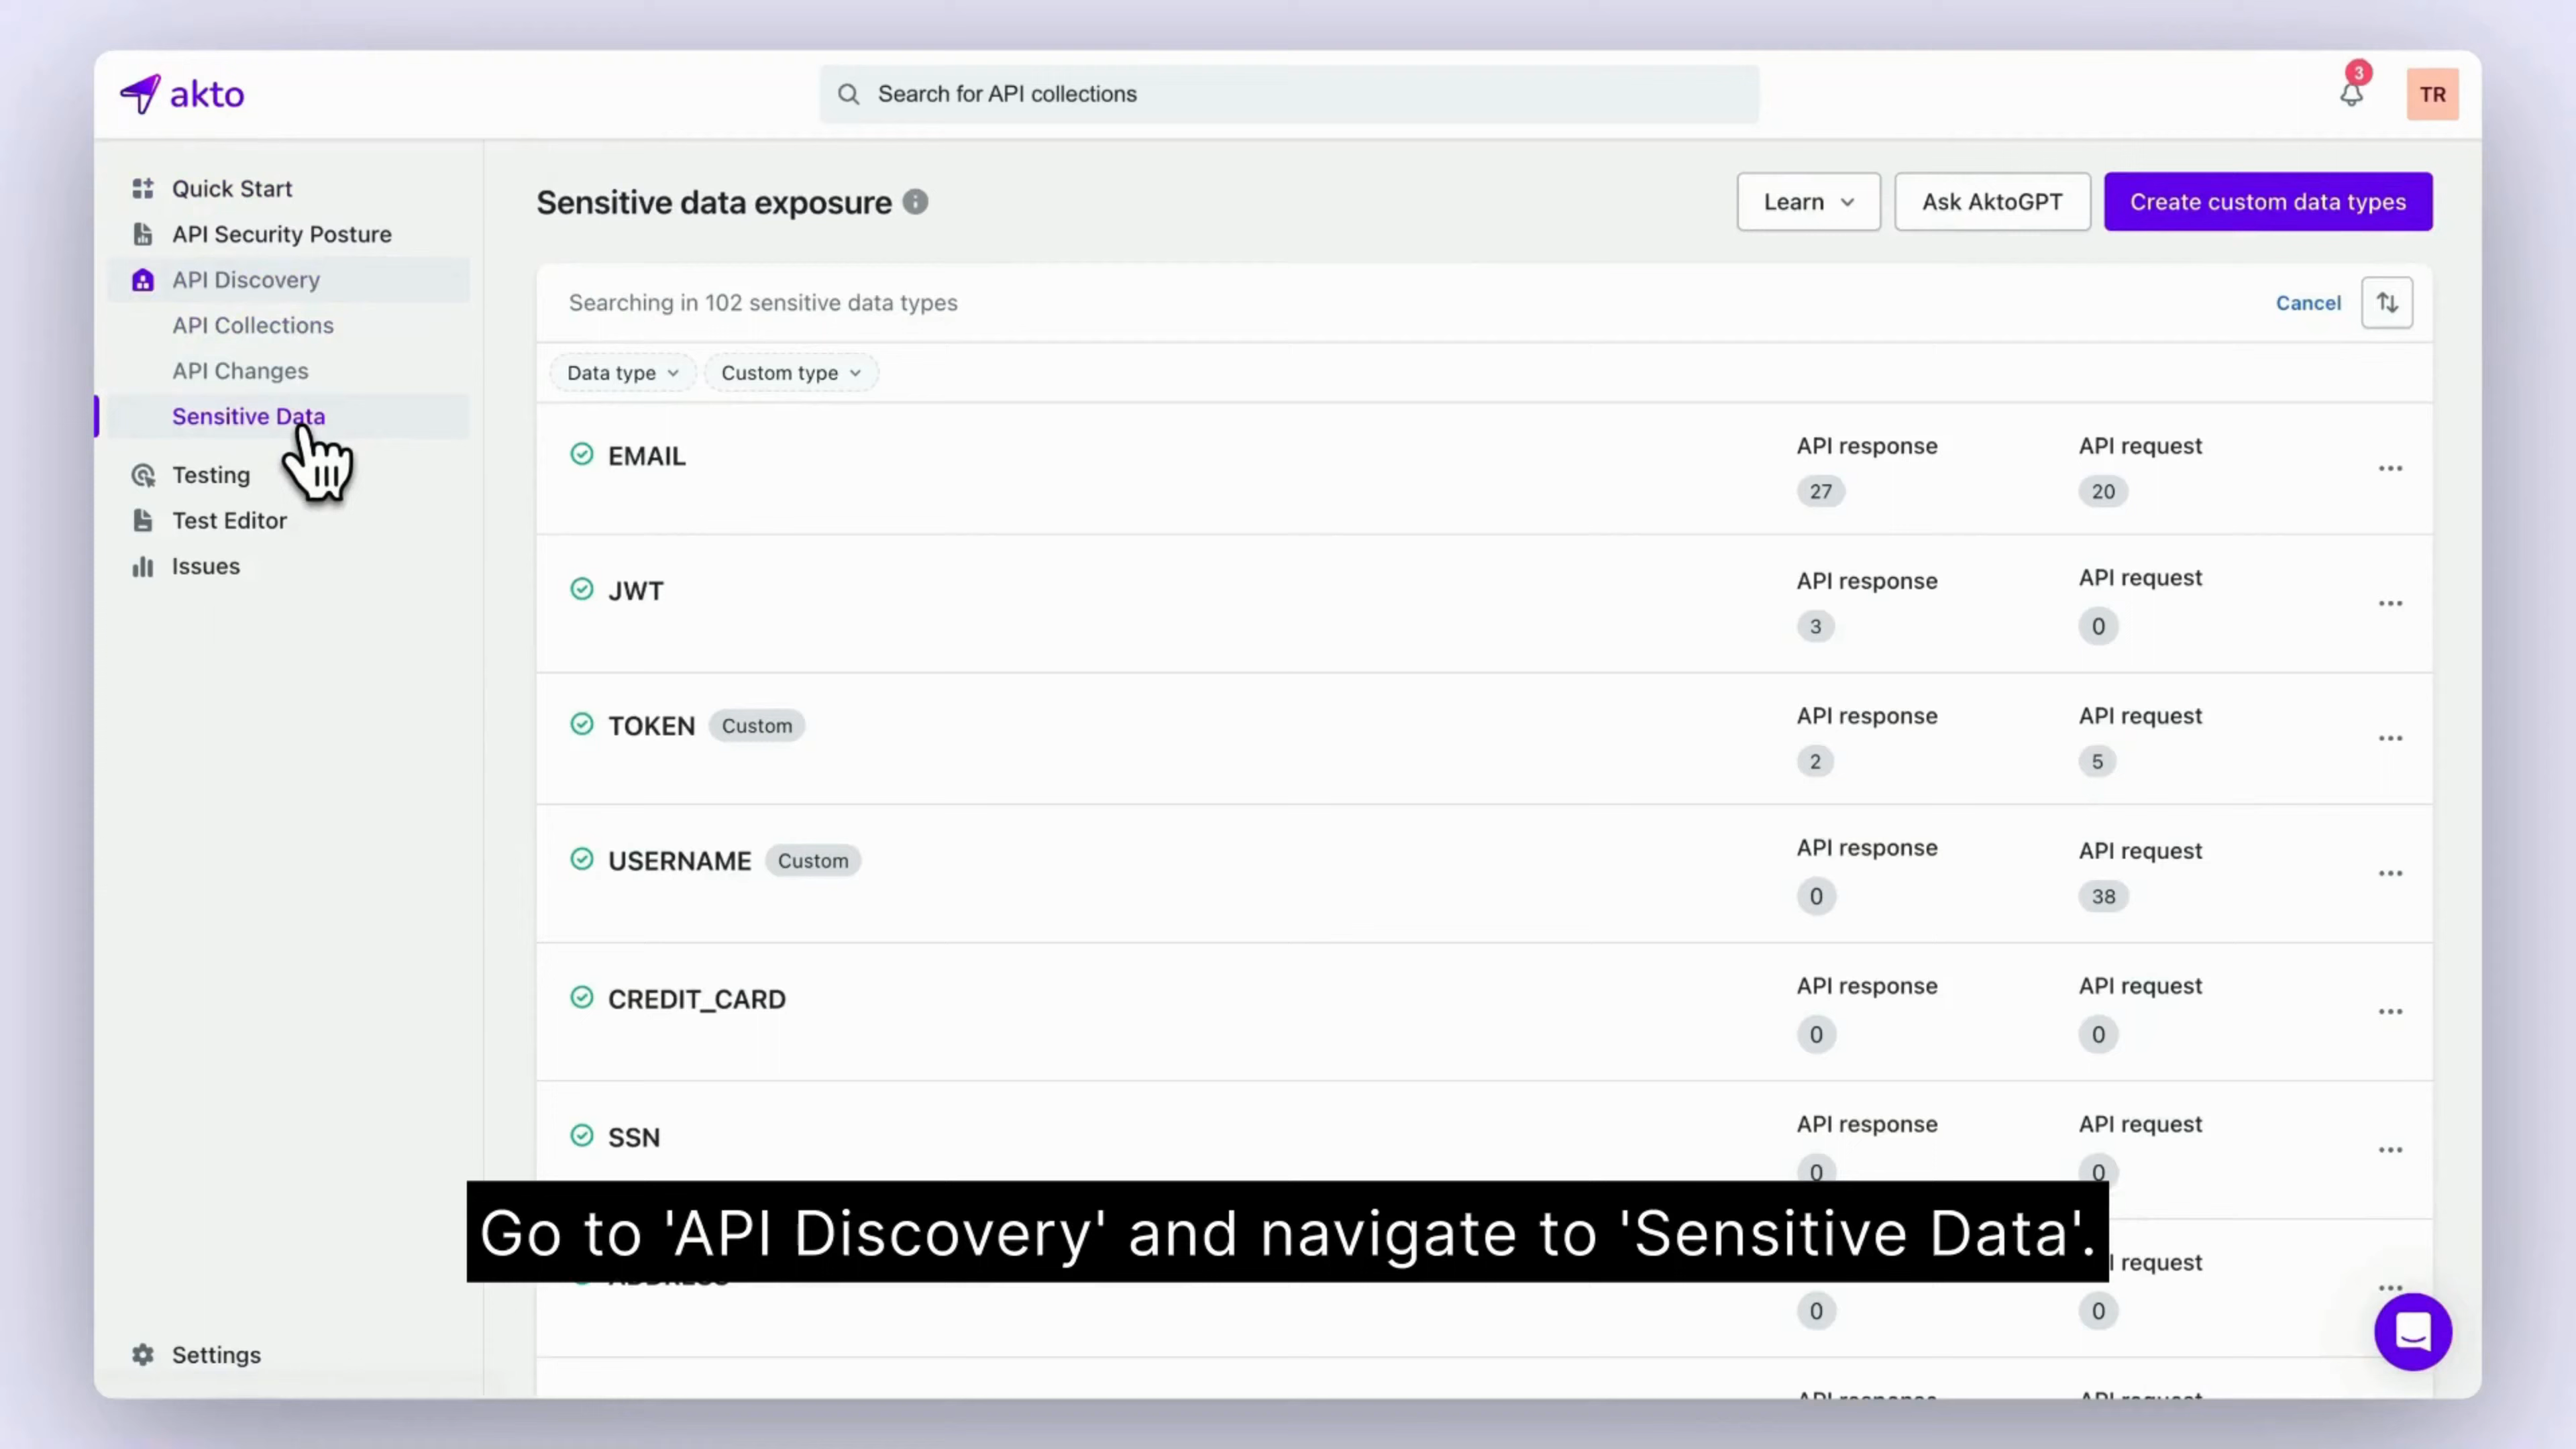 akto
Search for API collections
3
TR
Quick Start
API Security Posture
API Discovery
API Collections
API Changes
Sensitive Data
Testing
Test Editor
Issues
Settings
Sensitive data exposure
Learn
Ask AktoGPT
Create custom data types
Searching in 102 sensitive data types
Cancel
Data type
Custom type
EMAIL
API response
27
API request
20
JWT
API response
3
API request
0
TOKEN
Custom
API response
2
API request
5
USERNAME
Custom
API response
0
API request
38
CREDIT_CARD
API response
0
API request
0
SSN
API response
0
API request
0
Go to 'API Discovery' and navigate to 'Sensitive Data'.
request
0
0